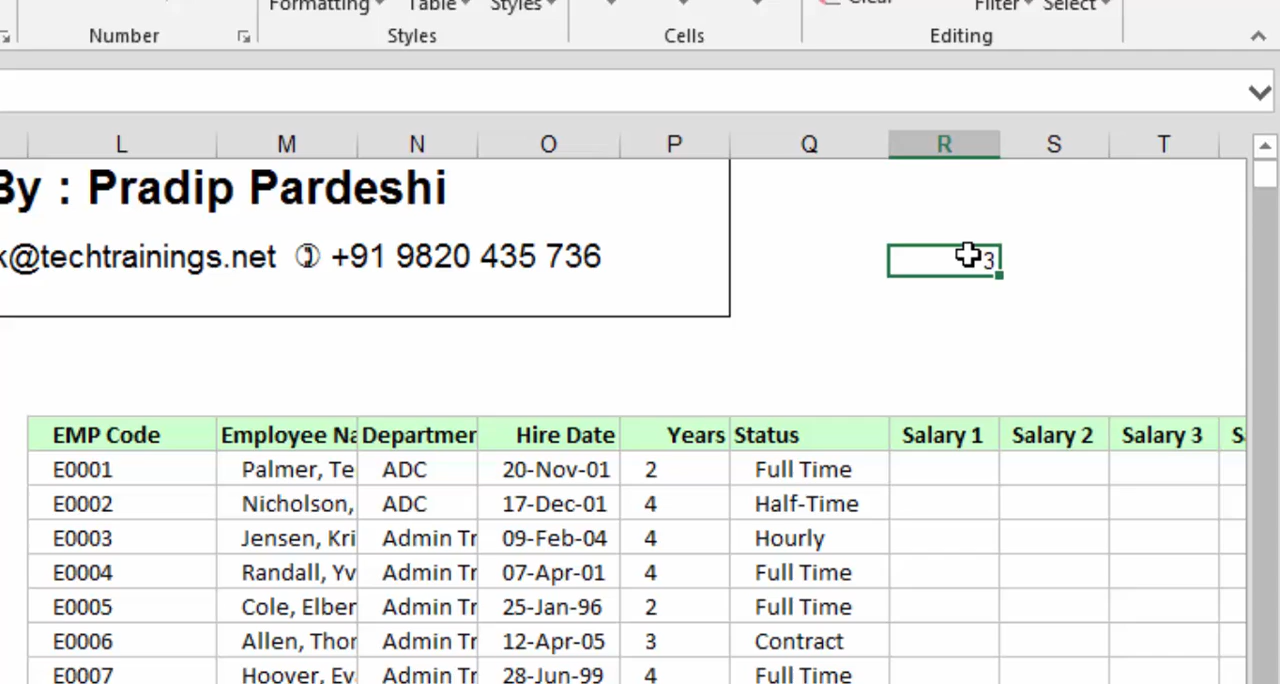 Formatting Table Styles Clear Filter Select
Number Styles Cells Editing
L M N O P Q R S T
By : Pradip Pardeshi
k@techtrainings.net ✆ +91 9820 435 736
3
EMP Code Employee Na Departmer Hire Date Years Status Salary 1 Salary 2 Salary 3 S
E0001 Palmer, Te ADC 20-Nov-01 2 Full Time
E0002 Nicholson, ADC 17-Dec-01 4 Half-Time
E0003 Jensen, Kri Admin Tr 09-Feb-04 4 Hourly
E0004 Randall, Yv Admin Tr 07-Apr-01 4 Full Time
E0005 Cole, Elber Admin Tr 25-Jan-96 2 Full Time
E0006 Allen, Thor Admin Tr 12-Apr-05 3 Contract
E0007 Hoover, Ev Admin Tr 28-Jun-99 4 Full Time